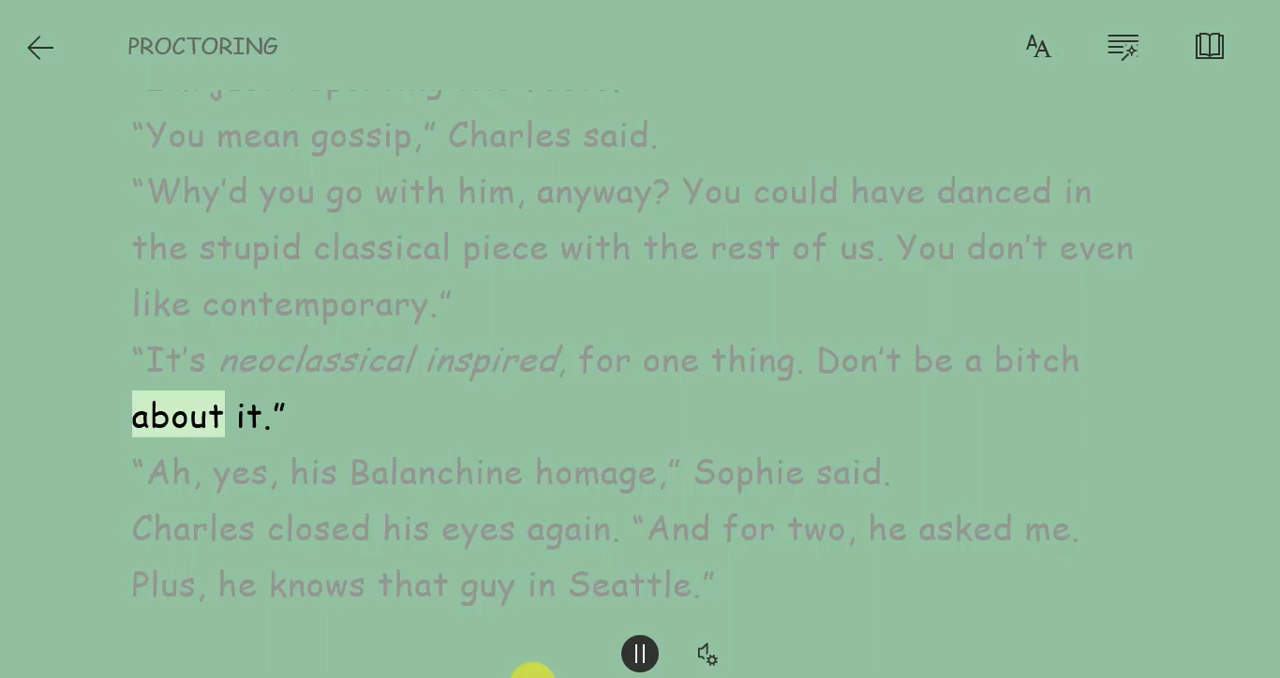 PROCTORING
“You mean gossip,” Charles said.
“Why’d you go with him, anyway? You could have danced in
the stupid classical piece with the rest of us. You don’t even
like contemporary.”
“It’s neoclassical inspired, for one thing. Don’t be a bitch
about it.”
“Ah, yes, his Balanchine homage,” Sophie said.
Charles closed his eyes again. “And for two, he asked me.
Plus, he knows that guy in Seattle.”